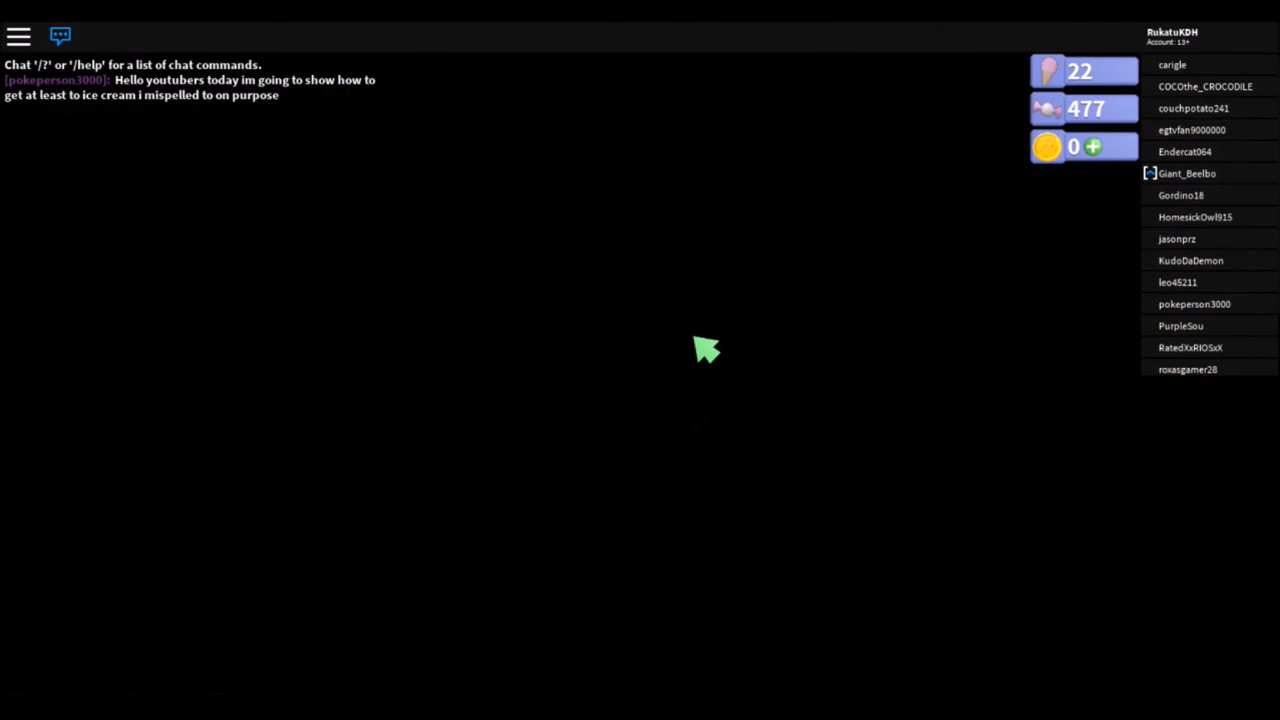 Chat '/?' or '/help' for a list of chat commands.
[pokeperson3000]: Hello youtubers today im going to show how to
get at least to ice cream i mispelled to on purpose
22
477
0
RukatuKDH
Account: 13+
carigle
COCOthe_CROCODILE
couchpotato241
egtvfan9000000
Endercat064
Giant_Beelbo
Gordino18
HomesickOwl915
jasonprz
KudoDaDemon
leo45211
pokeperson3000
PurpleSou
RatedXxRIOSxX
roxasgamer28